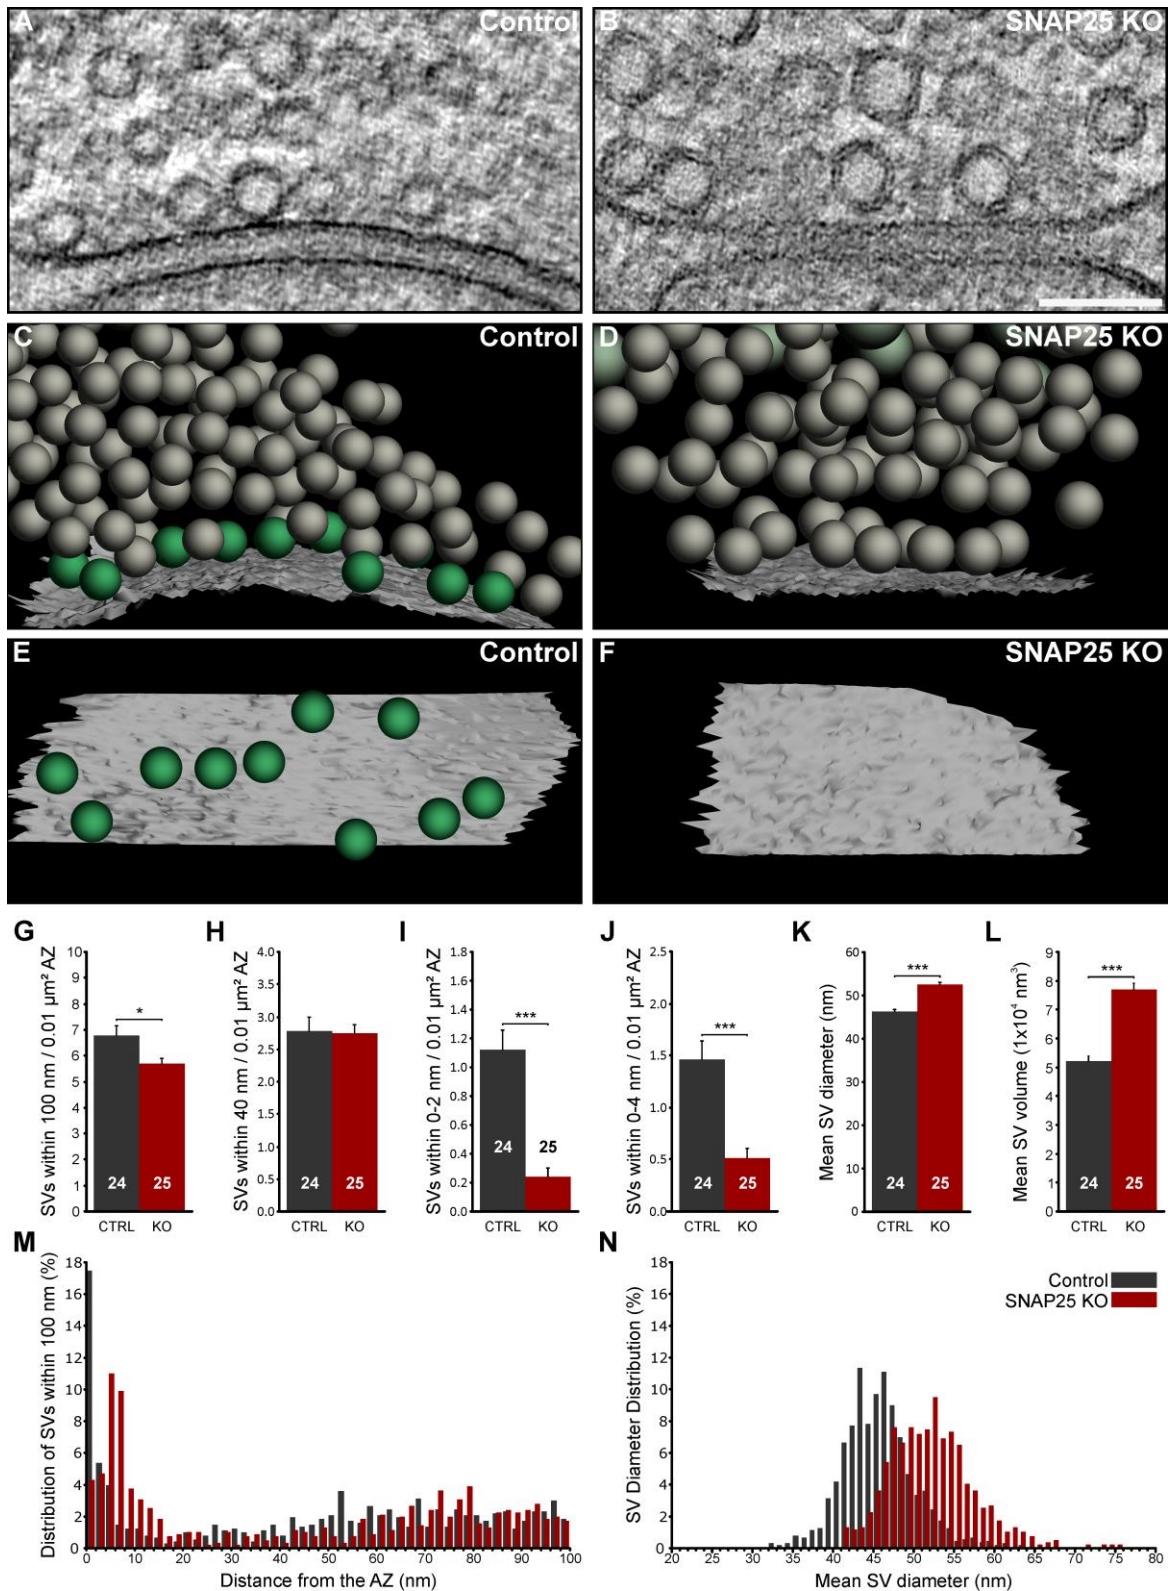 A Control
B SNAP25 KO
C Control
D SNAP25 KO
E Control
F SNAP25 KO
G
SVs within 100 nm / 0.01 µm² AZ
10
9
8
7
6
5
4
3
2
1
0
*
24 25
CTRL KO
H
SVs within 40 nm / 0.01 µm² AZ
4.0
3.5
3.0
2.5
2.0
1.5
1.0
0.5
0.0
24 25
CTRL KO
I
SVs within 0-2 nm / 0.01 µm² AZ
1.8
1.6
1.4
1.2
1.0
0.8
0.6
0.4
0.2
0.0
***
24 25
CTRL KO
J
SVs within 0-4 nm / 0.01 µm² AZ
2.5
2.0
1.5
1.0
0.5
0.0
***
24 25
CTRL KO
K
Mean SV diameter (nm)
60
50
40
30
20
10
0
***
24 25
CTRL KO
L
Mean SV volume (1x10⁴ nm³)
9
8
7
6
5
4
3
2
1
0
***
24 25
CTRL KO
M
Distribution of SVs within 100 nm (%)
18
16
14
12
10
8
6
4
2
0
0 10 20 30 40 50 60 70 80 90 100
Distance from the AZ (nm)
N
SV Diameter Distribution (%)
18
16
14
12
10
8
6
4
2
0
Control
SNAP25 KO
20 25 30 35 40 45 50 55 60 65 70 75 80
Mean SV diameter (nm)